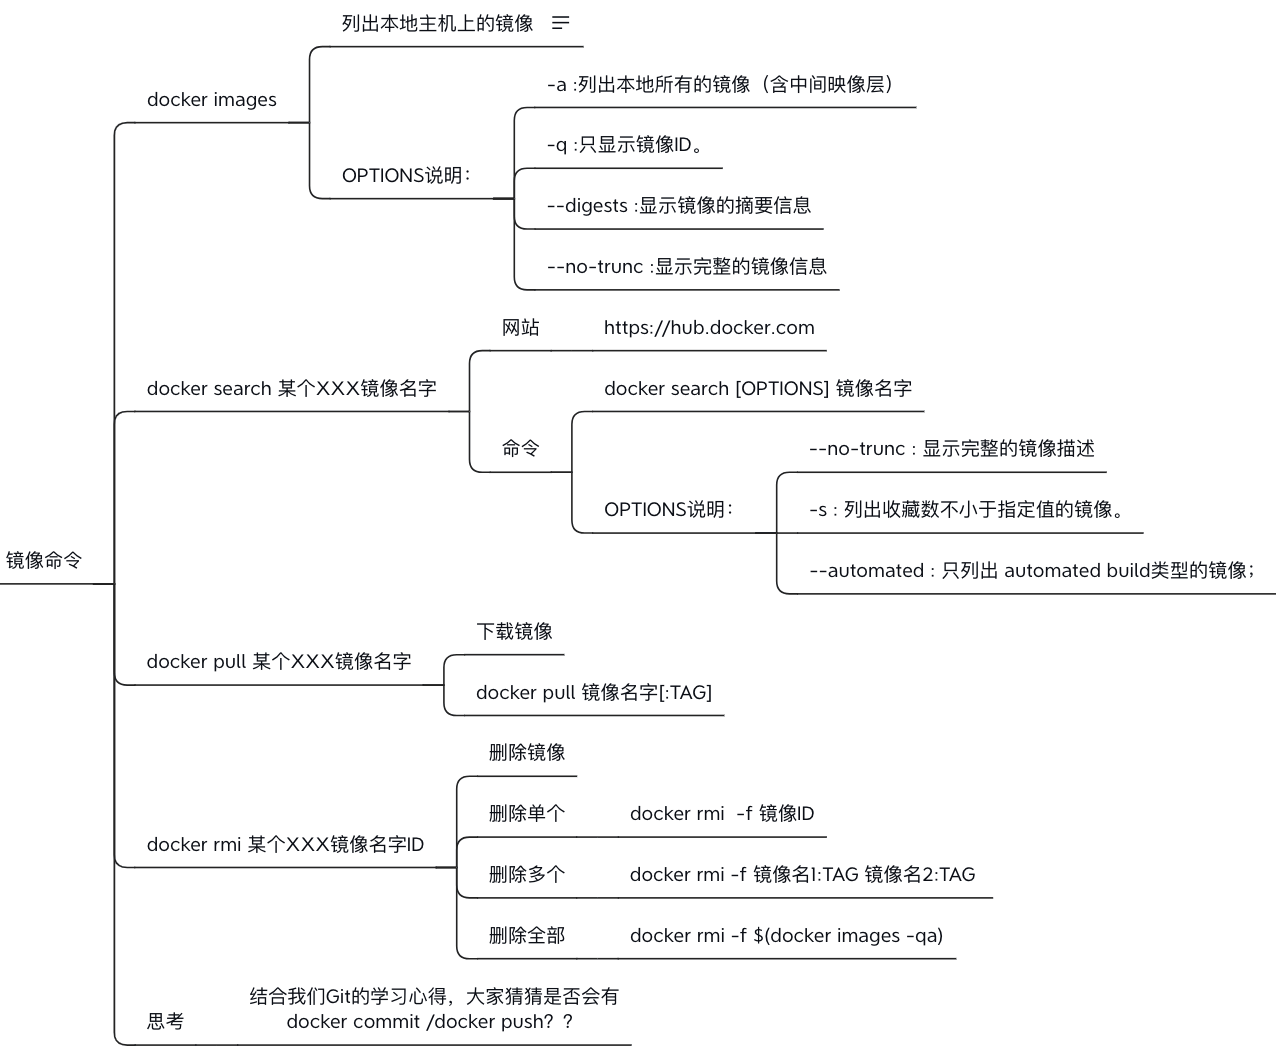 列出本地主机上的镜像
docker images
-a :列出本地所有的镜像（含中间映像层）
-q :只显示镜像ID。
OPTIONS说明：
--digests :显示镜像的摘要信息
--no-trunc :显示完整的镜像信息
网站
https://hub.docker.com
docker search 某个XXX镜像名字
docker search [OPTIONS] 镜像名字
命令
--no-trunc : 显示完整的镜像描述
OPTIONS说明：
-s : 列出收藏数不小于指定值的镜像。
--automated : 只列出 automated build类型的镜像；
镜像命令
下载镜像
docker pull 某个XXX镜像名字
docker pull 镜像名字[:TAG]
删除镜像
删除单个
docker rmi  -f 镜像ID
docker rmi 某个XXX镜像名字ID
删除多个
docker rmi -f 镜像名1:TAG 镜像名2:TAG
删除全部
docker rmi -f $(docker images -qa)
思考
结合我们Git的学习心得，大家猜猜是否会有
docker commit /docker push？？